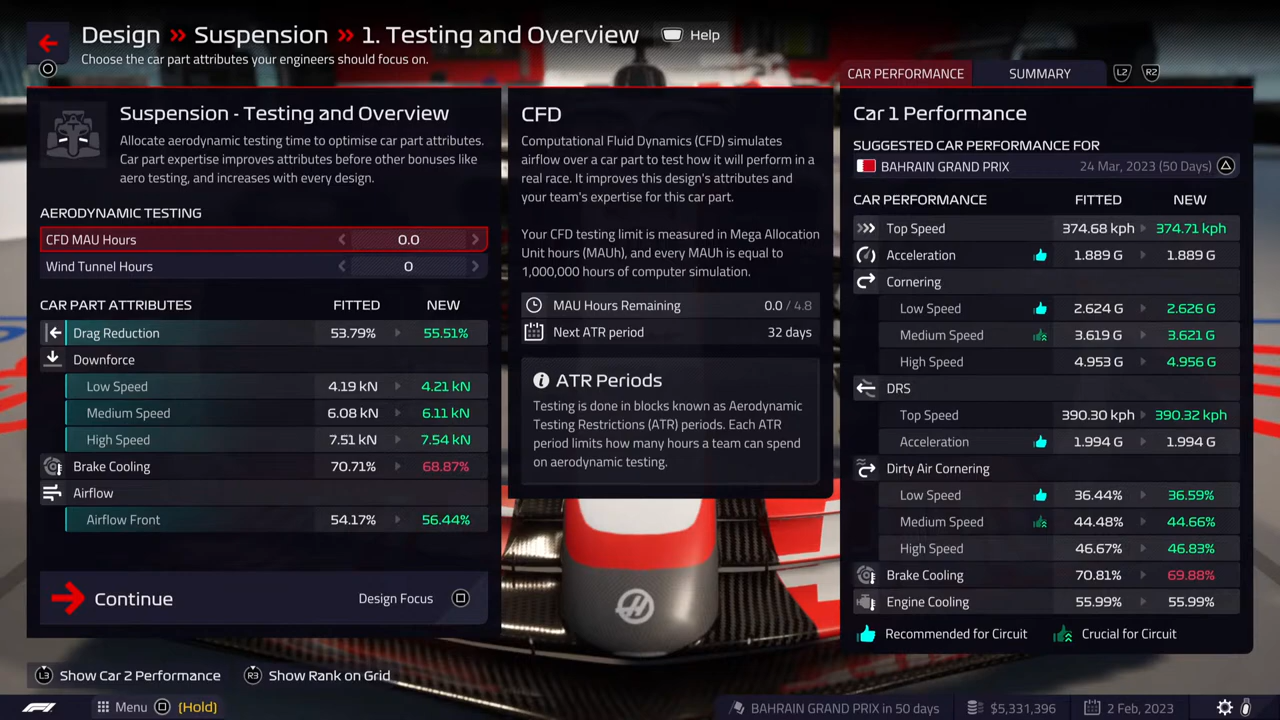 Design » Suspension » 1. Testing and Overview Help
Choose the car part attributes your engineers should focus on.
Suspension - Testing and Overview
Allocate aerodynamic testing time to optimise car part attributes.
Car part expertise improves attributes before other bonuses like
aero testing, and increases with every design.
AERODYNAMIC TESTING
CFD MAU Hours 0.0
Wind Tunnel Hours 0
CAR PART ATTRIBUTES FITTED NEW
Drag Reduction 53.79% 55.51%
Downforce
Low Speed 4.19 kN 4.21 kN
Medium Speed 6.08 kN 6.11 kN
High Speed 7.51 kN 7.54 kN
Brake Cooling 70.71% 68.87%
Airflow
Airflow Front 54.17% 56.44%
Continue Design Focus
CFD
Computational Fluid Dynamics (CFD) simulates
airflow over a car part to test how it will perform in a
real race. It improves this design's attributes and
your team's expertise for this car part.
Your CFD testing limit is measured in Mega Allocation
Unit hours (MAUh), and every MAUh is equal to
1,000,000 hours of computer simulation.
MAU Hours Remaining 0.0 / 4.8
Next ATR period 32 days
ATR Periods
Testing is done in blocks known as Aerodynamic
Testing Restrictions (ATR) periods. Each ATR
period limits how many hours a team can spend
on aerodynamic testing.
CAR PERFORMANCE SUMMARY L2 R2
Car 1 Performance
SUGGESTED CAR PERFORMANCE FOR
BAHRAIN GRAND PRIX 24 Mar, 2023 (50 Days)
CAR PERFORMANCE FITTED NEW
Top Speed 374.68 kph 374.71 kph
Acceleration 1.889 G 1.889 G
Cornering
Low Speed 2.624 G 2.626 G
Medium Speed 3.619 G 3.621 G
High Speed 4.953 G 4.956 G
DRS
Top Speed 390.30 kph 390.32 kph
Acceleration 1.994 G 1.994 G
Dirty Air Cornering
Low Speed 36.44% 36.59%
Medium Speed 44.48% 44.66%
High Speed 46.67% 46.83%
Brake Cooling 70.81% 69.88%
Engine Cooling 55.99% 55.99%
Recommended for Circuit Crucial for Circuit
L3 Show Car 2 Performance R3 Show Rank on Grid
F1 Menu (Hold) BAHRAIN GRAND PRIX in 50 days $5,331,396 2 Feb, 2023